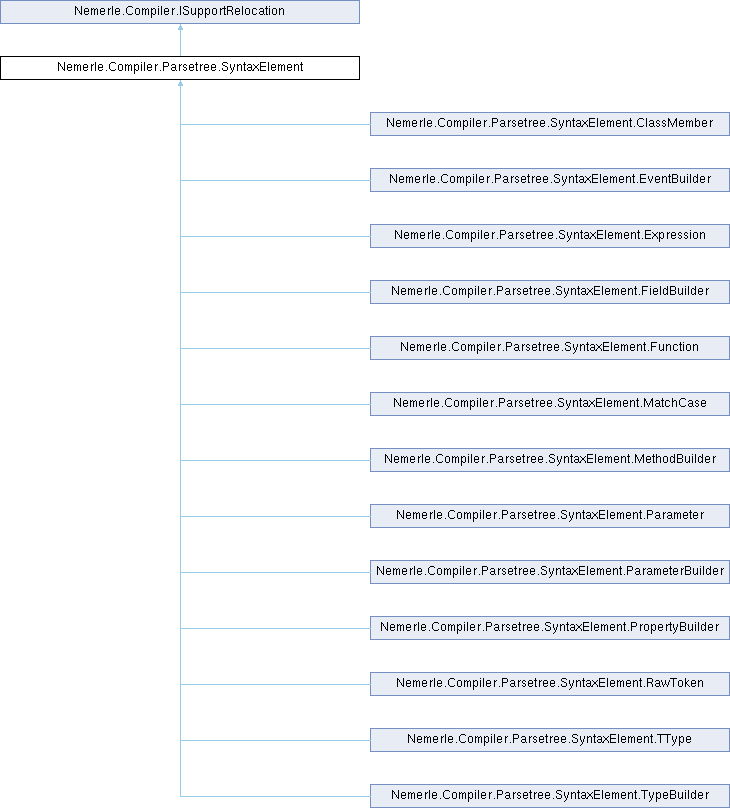 Nemerle.Compiler.ISupportRelocation
Nemerle.Compiler.Parsetree.SyntaxElement
Nemerle.Compiler.Parsetree.SyntaxElement.ClassMember
Nemerle.Compiler.Parsetree.SyntaxElement.EventBuilder
Nemerle.Compiler.Parsetree.SyntaxElement.Expression
Nemerle.Compiler.Parsetree.SyntaxElement.FieldBuilder
Nemerle.Compiler.Parsetree.SyntaxElement.Function
Nemerle.Compiler.Parsetree.SyntaxElement.MatchCase
Nemerle.Compiler.Parsetree.SyntaxElement.MethodBuilder
Nemerle.Compiler.Parsetree.SyntaxElement.Parameter
Nemerle.Compiler.Parsetree.SyntaxElement.ParameterBuilder
Nemerle.Compiler.Parsetree.SyntaxElement.PropertyBuilder
Nemerle.Compiler.Parsetree.SyntaxElement.RawToken
Nemerle.Compiler.Parsetree.SyntaxElement.TType
Nemerle.Compiler.Parsetree.SyntaxElement.TypeBuilder